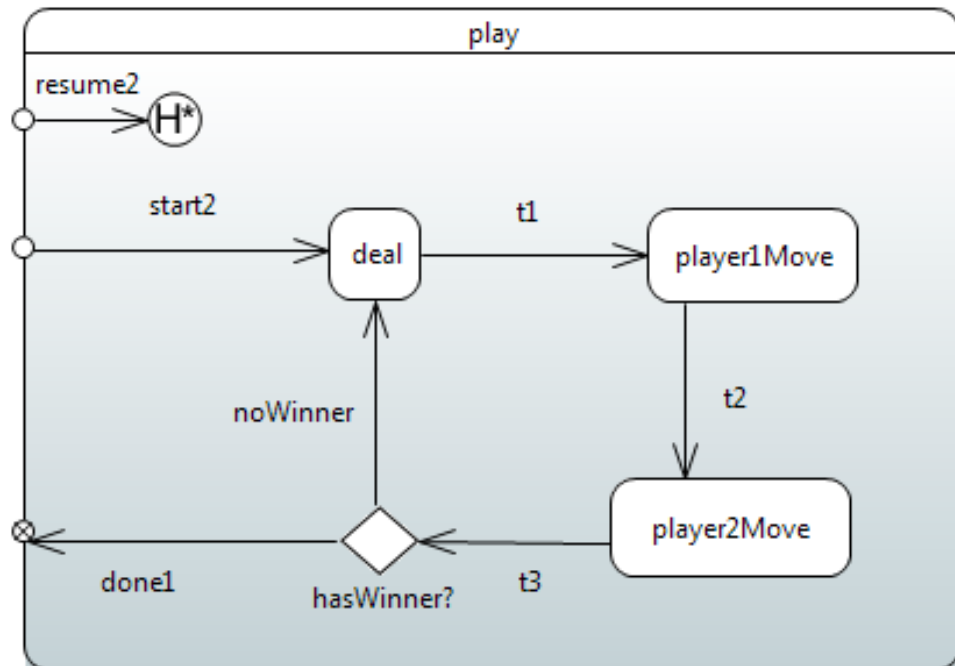 play
resume2
H*
start2
t1
deal
player1Move
noWinner
t2
player2Move
done1
hasWinner?
t3